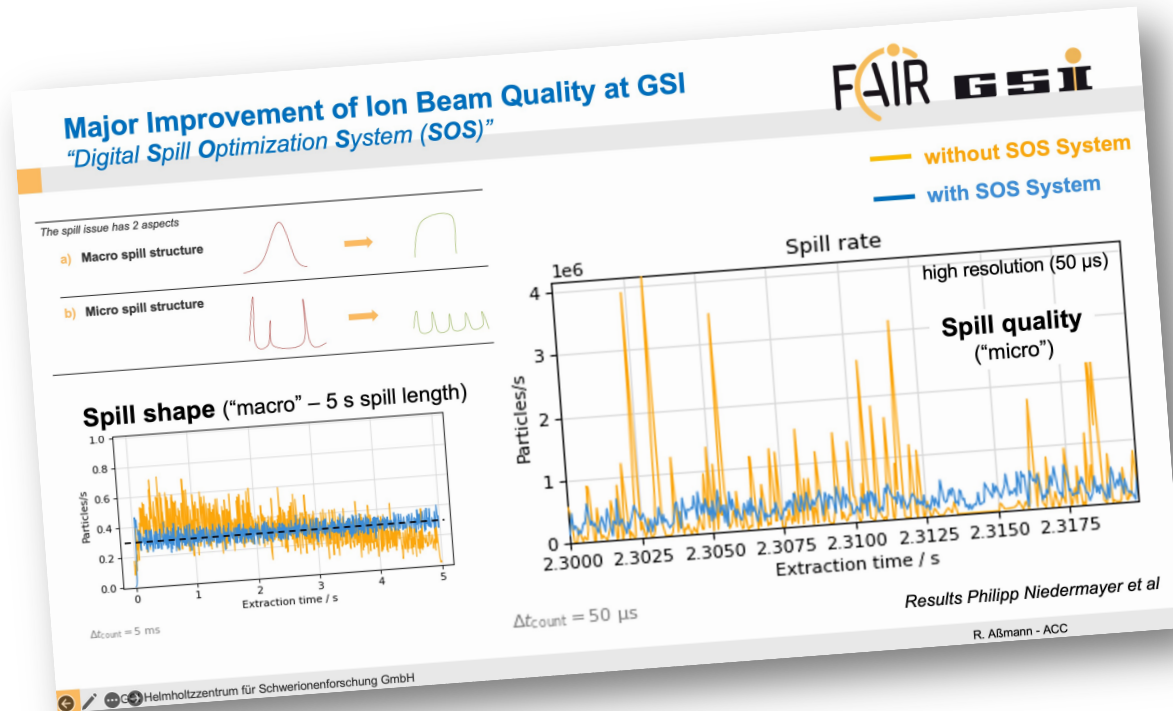 Major Improvement of Ion Beam Quality at GSI
“Digital Spill Optimization System (SOS)”
FAIR GSI
without SOS System
with SOS System
The spill issue has 2 aspects
a) Macro spill structure
b) Micro spill structure
Spill shape (“macro” – 5 s spill length)
1.0
0.8
0.6
0.4
0.2
0.0
Particles/s
0 1 2 3 4 5
Extraction time / s
Δtcount = 5 ms
Spill rate
1e6
high resolution (50 μs)
Spill quality
(“micro”)
4
3
2
1
0
Particles/s
2.3000 2.3025 2.3050 2.3075 2.3100 2.3125 2.3150 2.3175
Extraction time / s
Δtcount = 50 μs
Results Philipp Niedermayer et al
R. Aßmann - ACC
Helmholtzzentrum für Schwerionenforschung GmbH